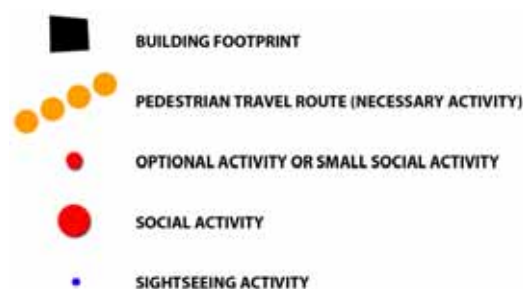 BUILDING FOOTPRINT
PEDESTRIAN TRAVEL ROUTE (NECESSARY ACTIVITY)
OPTIONAL ACTIVITY OR SMALL SOCIAL ACTIVITY
SOCIAL ACTIVITY
SIGHTSEEING ACTIVITY